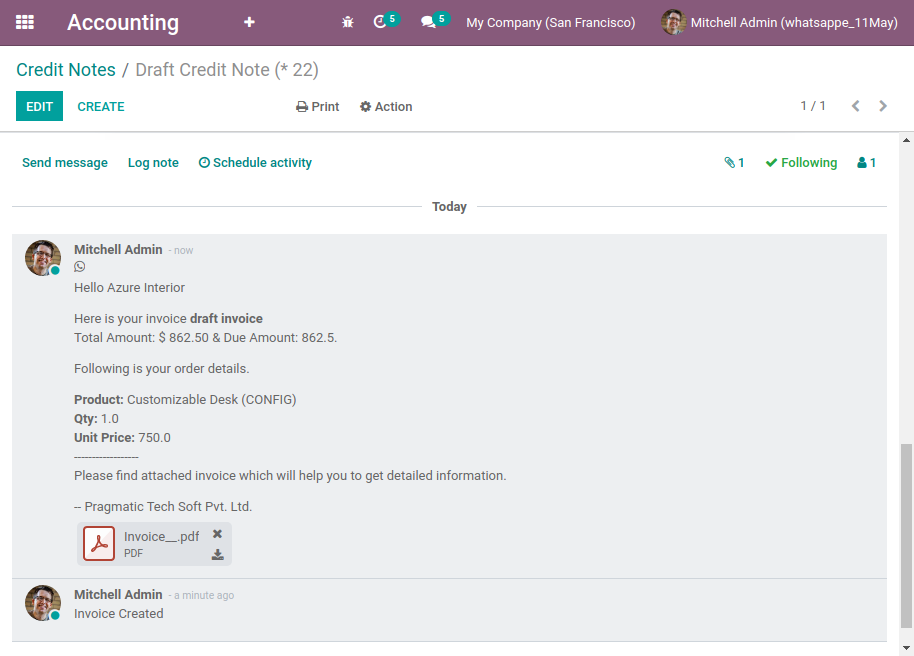 Accounting
5
5
My Company (San Francisco)
Mitchell Admin (whatsappe_11May)
Credit Notes / Draft Credit Note (* 22)
EDIT
CREATE
Print
Action
1 / 1
Send message
Log note
Schedule activity
1
Following
1
Today
Mitchell Admin - now
Hello Azure Interior
Here is your invoice draft invoice
Total Amount: $ 862.50 & Due Amount: 862.5.
Following is your order details.
Product: Customizable Desk (CONFIG)
Qty: 1.0
Unit Price: 750.0
------------------
Please find attached invoice which will help you to get detailed information.
-- Pragmatic Tech Soft Pvt. Ltd.
Invoice__.pdf
PDF
Mitchell Admin - a minute ago
Invoice Created